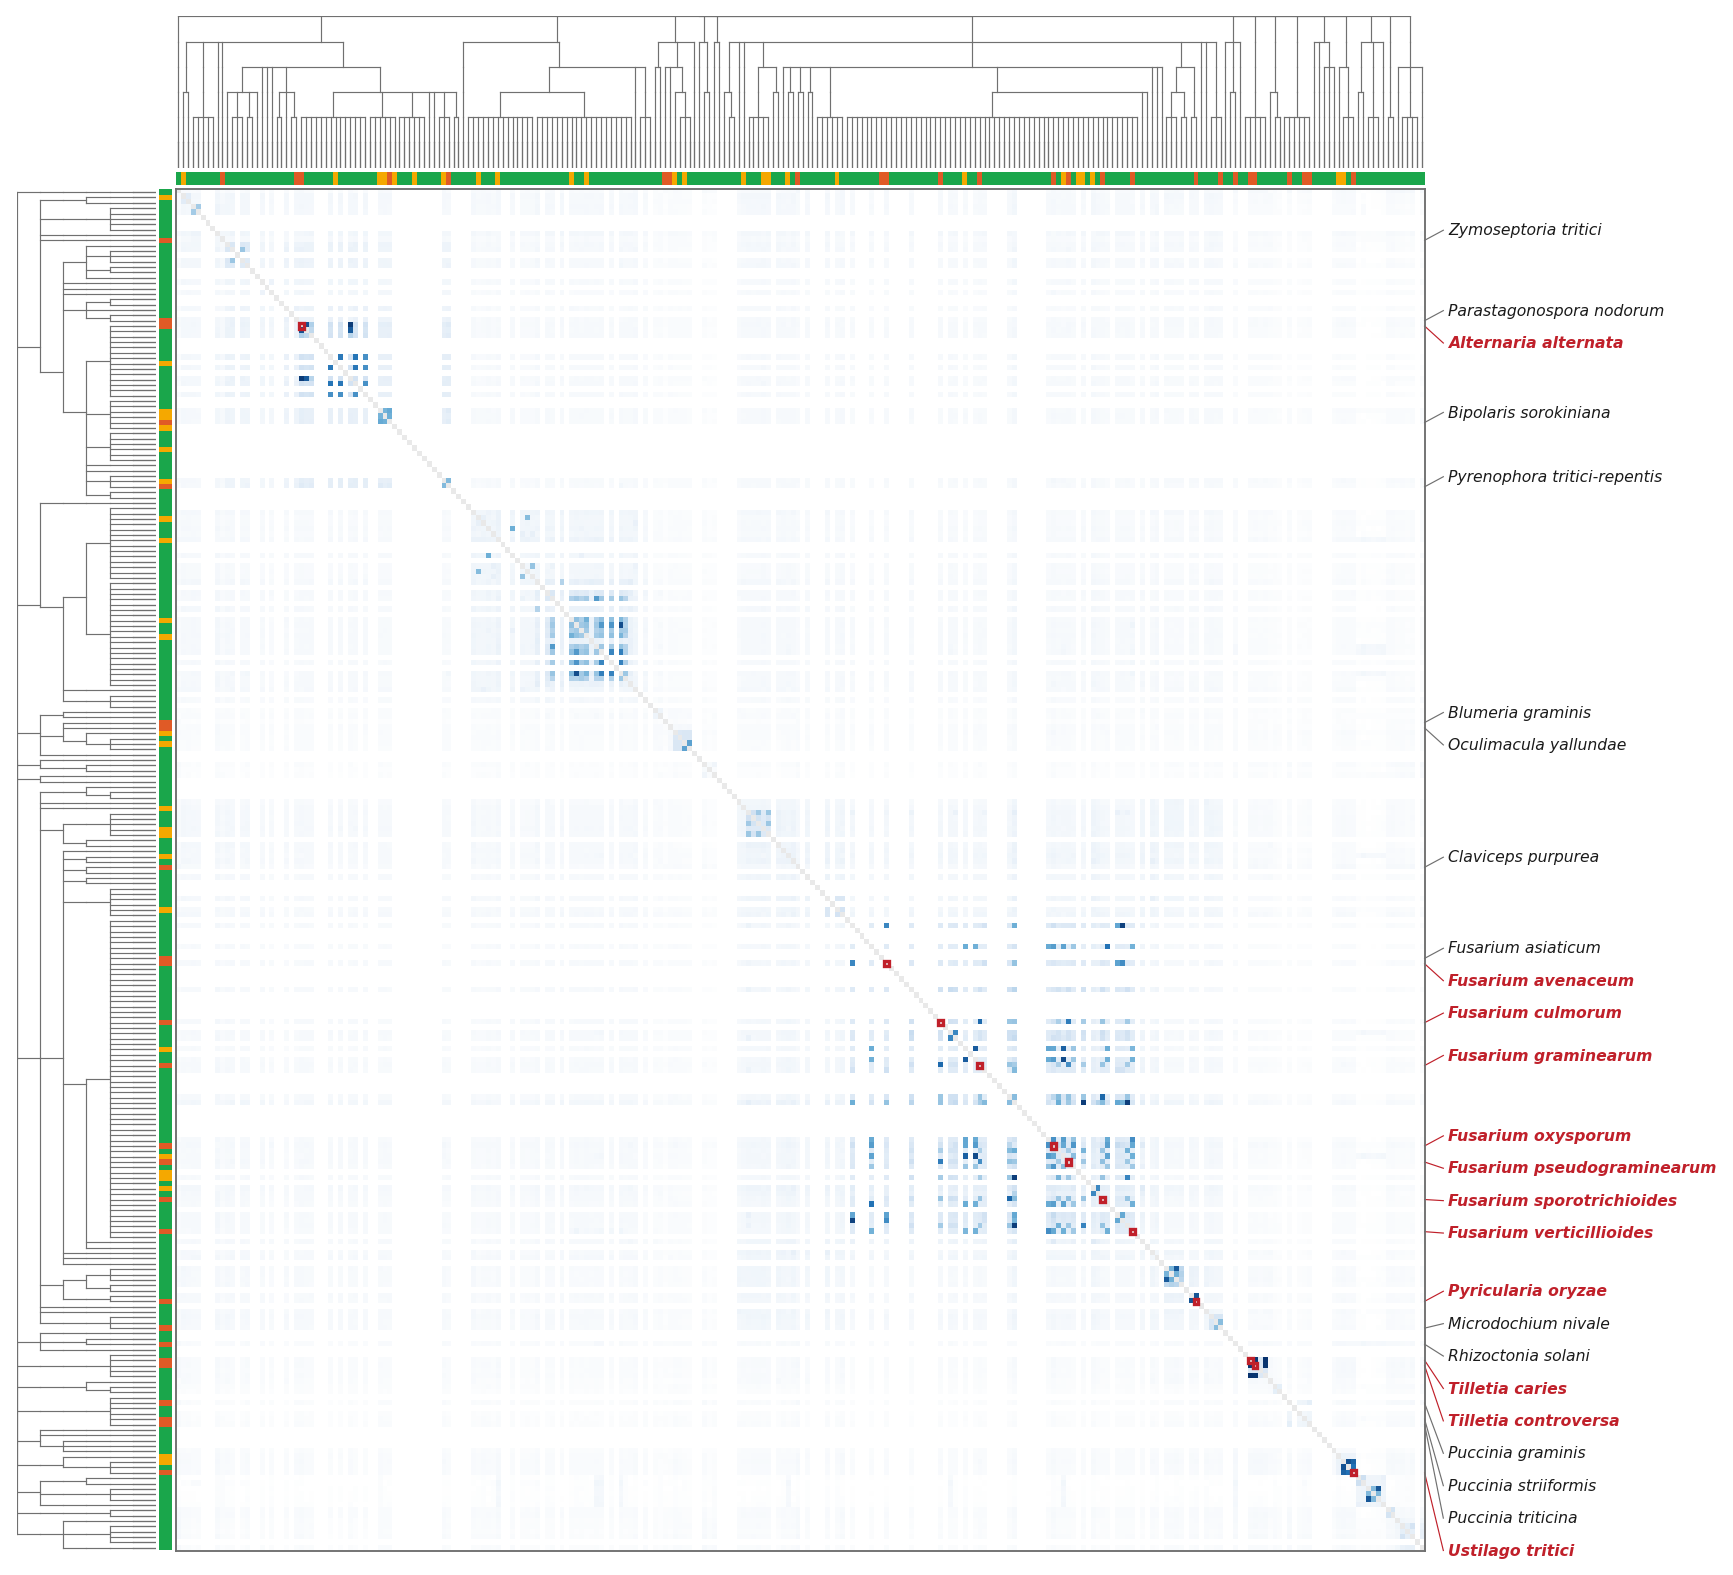 Zymoseptoria tritici
Parastagonospora nodorum
Alternaria alternata
Bipolaris sorokiniana
Pyrenophora tritici-repentis
Blumeria graminis
Oculimacula yallundae
Claviceps purpurea
Fusarium asiaticum
Fusarium avenaceum
Fusarium culmorum
Fusarium graminearum
Fusarium oxysporum
Fusarium pseudograminearum
Fusarium sporotrichioides
Fusarium verticillioides
Pyricularia oryzae
Microdochium nivale
Rhizoctonia solani
Tilletia caries
Tilletia controversa
Puccinia graminis
Puccinia striiformis
Puccinia triticina
Ustilago tritici